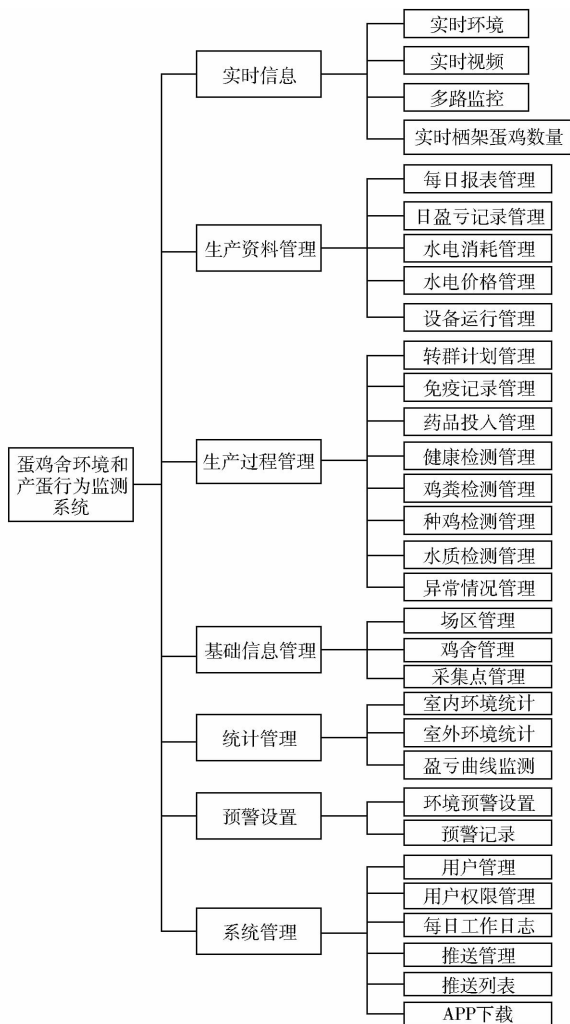 蛋鸡舍环境和
产蛋行为监测
系统
实时信息
实时环境
实时视频
多路监控
实时栖架蛋鸡数量
生产资料管理
每日报表管理
日盈亏记录管理
水电消耗管理
水电价格管理
设备运行管理
生产过程管理
转群计划管理
免疫记录管理
药品投入管理
健康检测管理
鸡粪检测管理
种鸡检测管理
水质检测管理
异常情况管理
基础信息管理
场区管理
鸡舍管理
采集点管理
统计管理
室内环境统计
室外环境统计
盈亏曲线监测
预警设置
环境预警设置
预警记录
系统管理
用户管理
用户权限管理
每日工作日志
推送管理
推送列表
APP下载